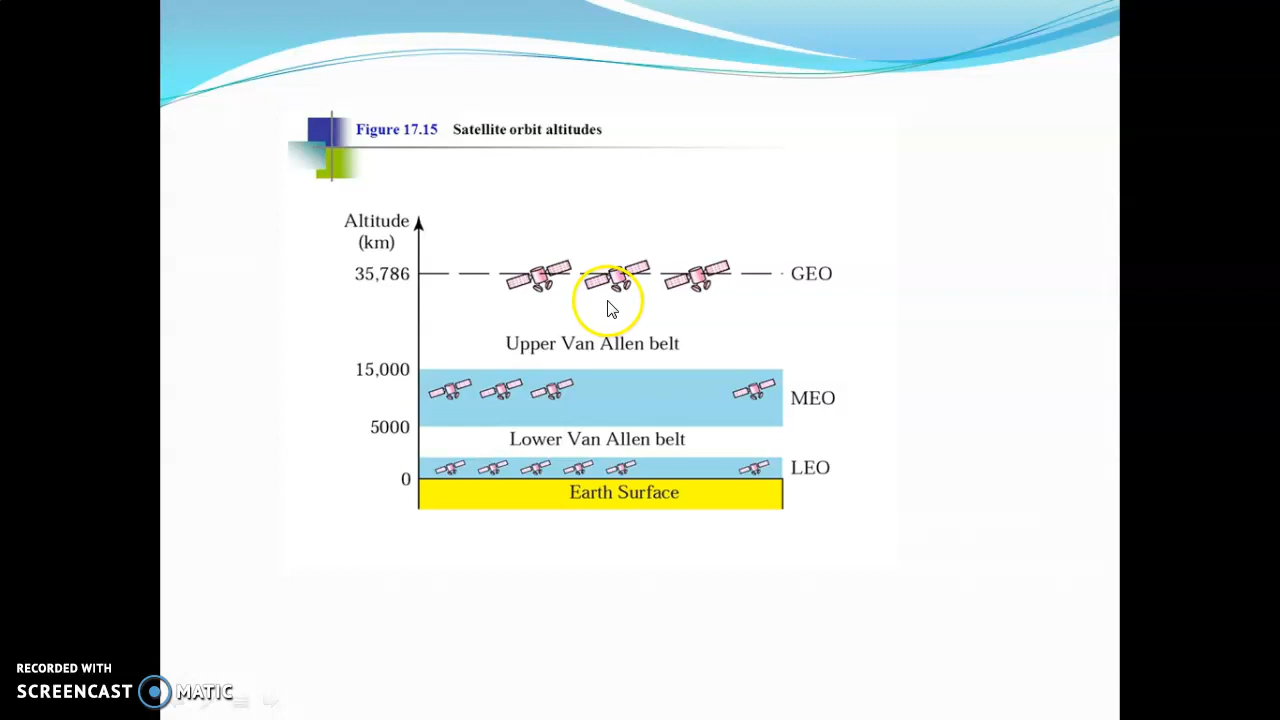 Figure 17.15 Satellite orbit altitudes
Altitude
(km)
35,786
GEO
Upper Van Allen belt
15,000
MEO
5000
Lower Van Allen belt
LEO
0
Earth Surface
RECORDED WITH
SCREENCAST MATIC